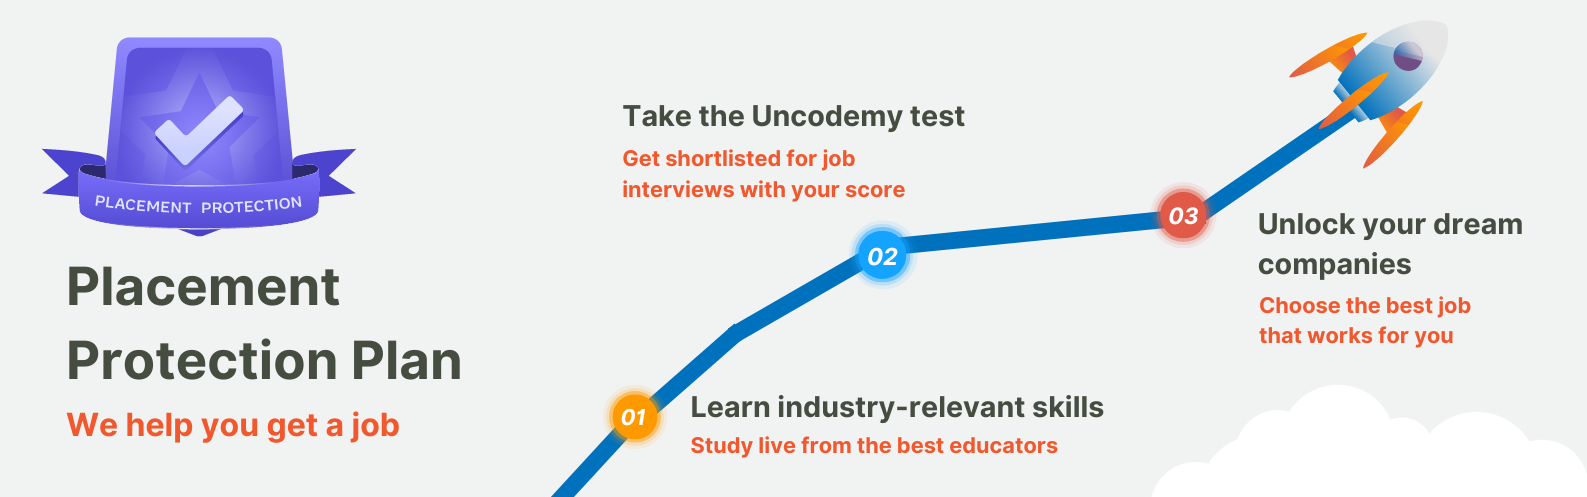 PLACEMENT PROTECTION
Placement
Protection Plan
We help you get a job
01
Learn industry-relevant skills
Study live from the best educators
Take the Uncodemy test
Get shortlisted for job
interviews with your score
02
03
Unlock your dream
companies
Choose the best job
that works for you